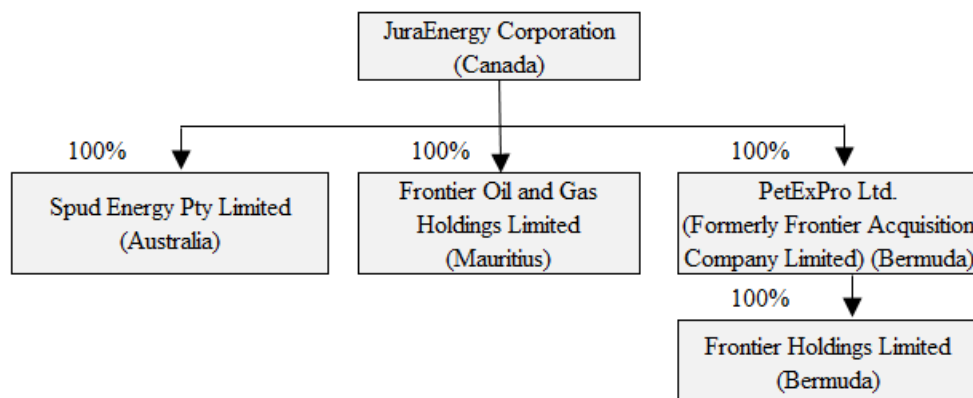 JuraEnergy Corporation
(Canada)
100%
100%
100%
Spud Energy Pty Limited
(Australia)
Frontier Oil and Gas
Holdings Limited
(Mauritius)
PetExPro Ltd.
(Formerly Frontier Acquisition
Company Limited) (Bermuda)
100%
Frontier Holdings Limited
(Bermuda)